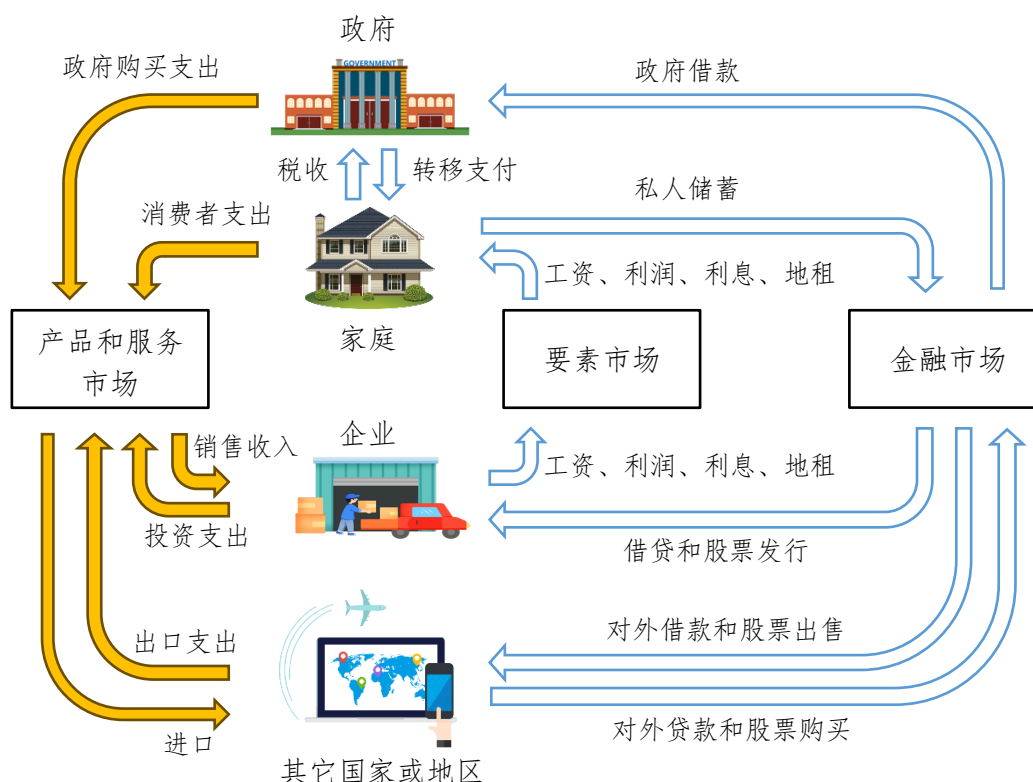 政府
政府购买支出
GOVERNMENT
政府借款
税收
转移支付
私人储蓄
消费者支出
工资、利润、利息、地租
家庭
产品和服务
市场
要素市场
金融市场
企业
销售收入
工资、利润、利息、地租
投资支出
借贷和股票发行
出口支出
对外借款和股票出售
进口
对外贷款和股票购买
其它国家或地区